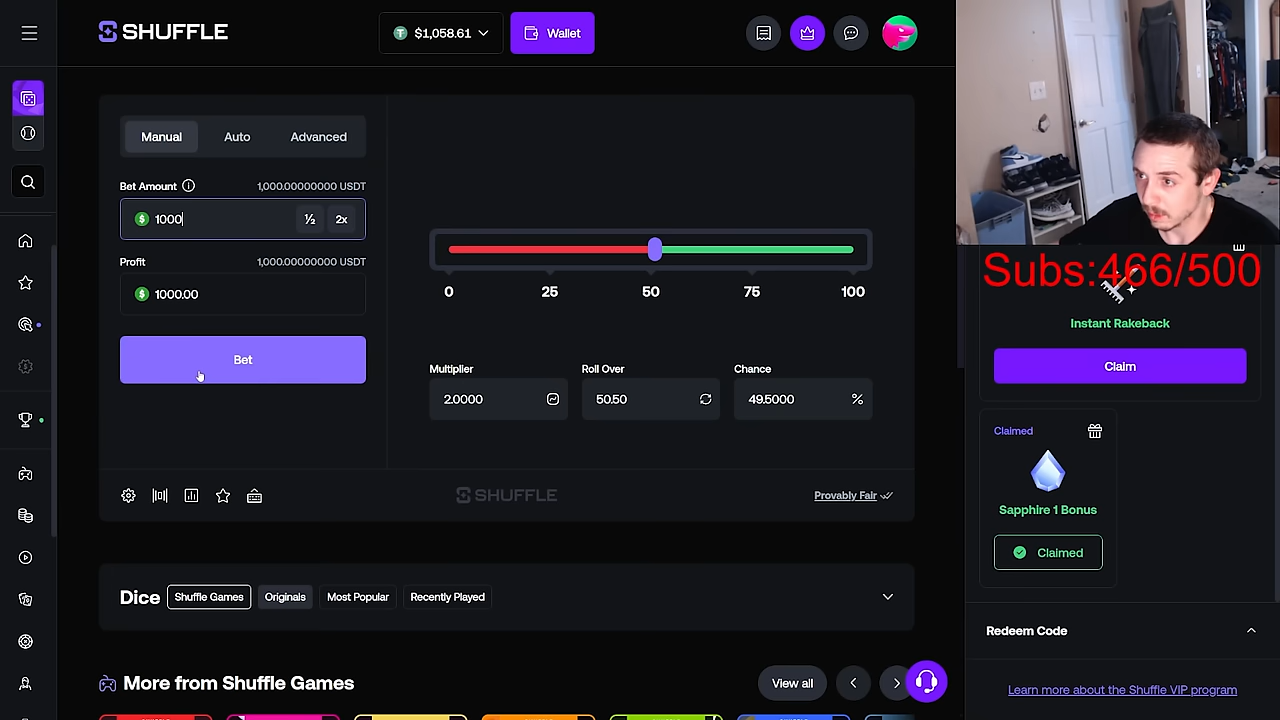 SHUFFLE
$1,058.61
Wallet
Manual
Auto
Advanced
Bet Amount
1,000.00000000 USDT
1000
½
2x
Profit
1,000.00000000 USDT
1000.00
Bet
0
25
50
75
100
Multiplier
Roll Over
Chance
2.0000
50.50
49.5000
%
SHUFFLE
Provably Fair
Dice
Shuffle Games
Originals
Most Popular
Recently Played
More from Shuffle Games
View all
Subs:466/500
Instant Rakeback
Claim
Claimed
Sapphire 1 Bonus
Claimed
Redeem Code
Learn more about the Shuffle VIP program